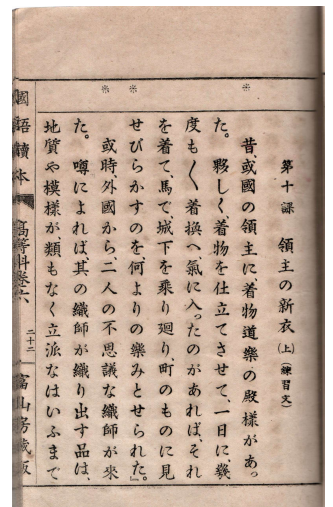 第十課　領主の新衣（上）（練習文）
昔、或國の領主に着物道樂の殿樣があつ
た。夥しく着物を仕立てさせて、一日に、幾
度も〱着換へ、氣に入つたのがあれば、それ
を着て、馬で、城下を乘り廻り、町のものに見
せびらかすのを、何よりの樂みとせられた。
或時、外國から、二人の不思議な織師が來
た。噂によれば、其の織師が織り出す品は、
地質や模樣が類もなく立派なはいふまで
國語讀本　高等科卷六　二十二　冨山房藏版